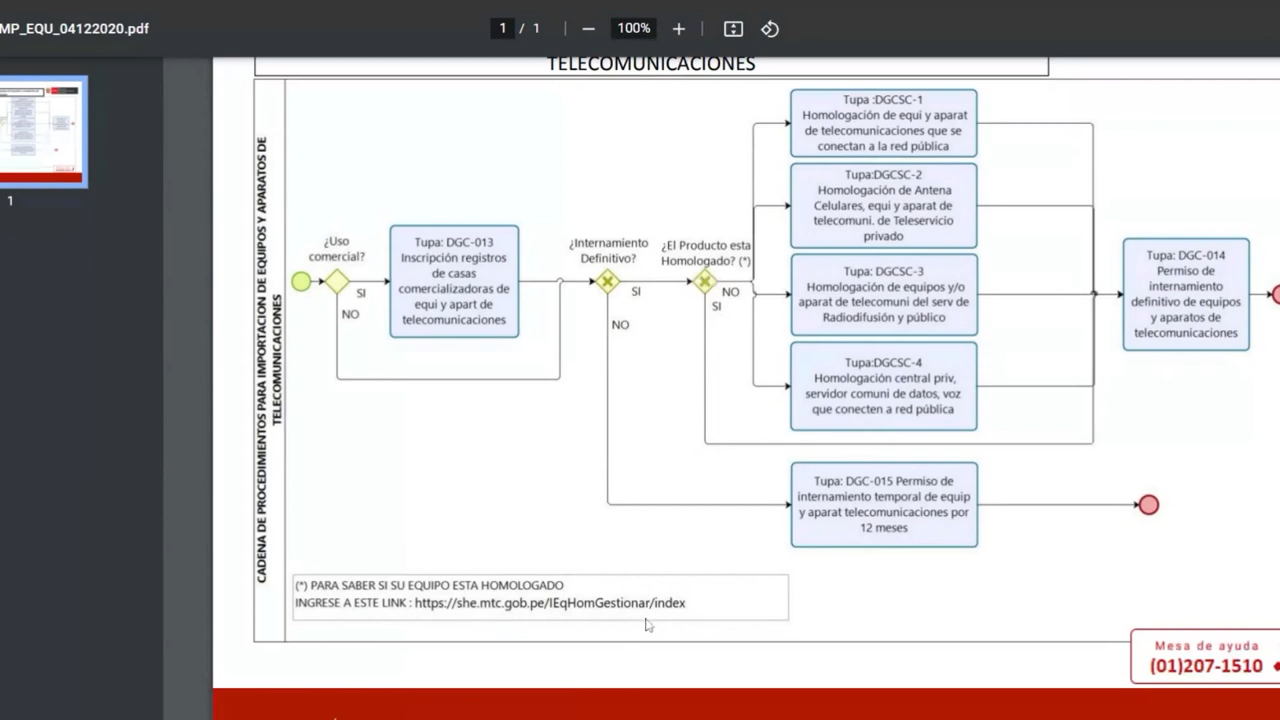 MP_EQU_04122020.pdf
1 / 1
100%
1
TELECOMUNICACIONES
CADENA DE PROCEDIMIENTOS PARA IMPORTACION DE EQUIPOS Y APARATOS DE
TELECOMUNICACIONES
¿Uso
comercial?
SI
NO
Tupa: DGC-013
Inscripción registros
de casas
comercializadoras de
equi y apart de
telecomunicaciones
¿Internamiento
Definitivo?
SI
NO
¿El Producto esta
Homologado? (*)
NO
SI
Tupa :DGCSC-1
Homologación de equi y aparat
de telecomunicaciones que se
conectan a la red pública
Tupa:DGCSC-2
Homologación de Antena
Celulares, equi y aparat de
telecomuni. de Teleservicio
privado
Tupa: DGCSC-3
Homologación de equipos y/o
aparat de telecomuni del serv de
Radiodifusión y público
Tupa:DGCSC-4
Homologación central priv,
servidor comuni de datos, voz
que conecten a red pública
Tupa: DGC-014
Permiso de
internamiento
definitivo de equipos
y aparatos de
telecomunicaciones
Tupa: DGC-015 Permiso de
internamiento temporal de equip
y aparat telecomunicaciones por
12 meses
(*) PARA SABER SI SU EQUIPO ESTA HOMOLOGADO
INGRESE A ESTE LINK : https://she.mtc.gob.pe/lEqHomGestionar/index
Mesa de ayuda
(01)207-1510